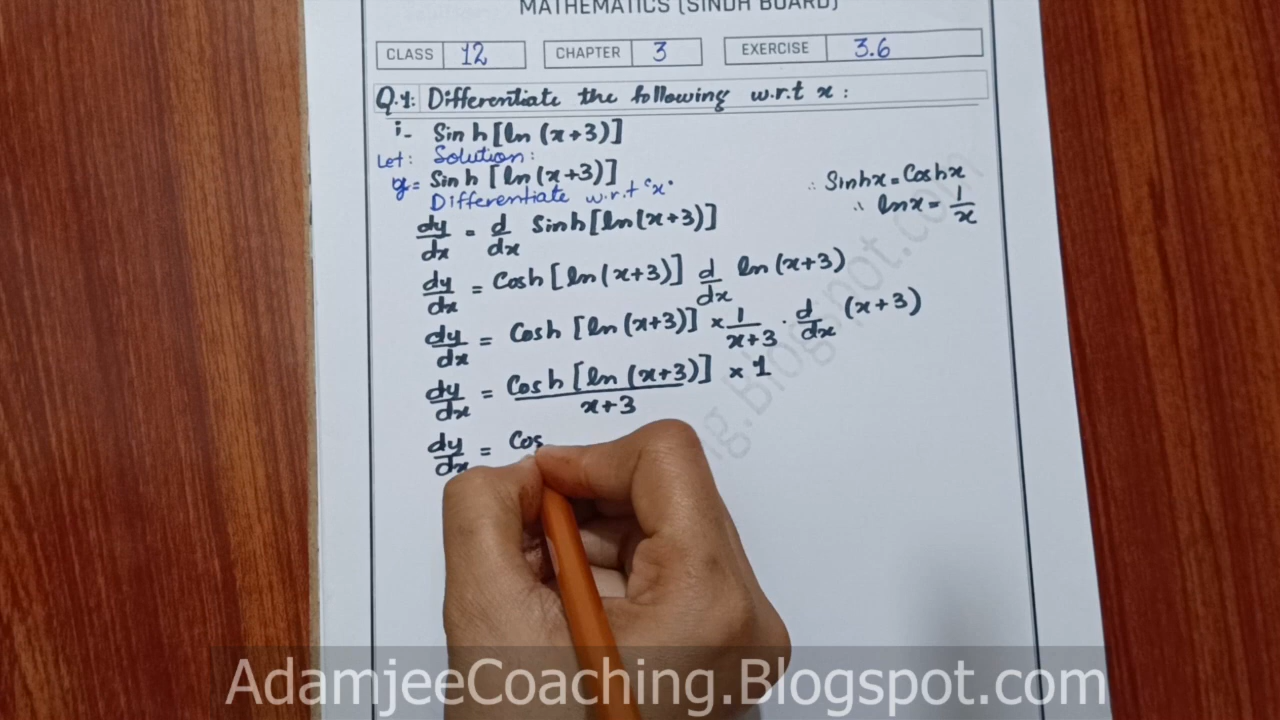 MATHEMATICS (SINDH BOARD)
CLASS 12 CHAPTER 3 EXERCISE 3.6
Q.1: Differentiate the following w.r.t x :
i- Sinh[ln (x+3)]
Let: Solution:
y = Sinh [ln(x+3)]
Differentiate w.r.t "x".
∴ Sinhx = Coshx
∴ lnx = 1/x
dy/dx = d/dx Sinh[ln(x+3)]
dy/dx = Cosh [ln(x+3)] d/dx ln(x+3)
dy/dx = Cosh [ln(x+3)] × 1/x+3 . d/dx (x+3)
dy/dx = Cosh [ln (x+3)]/x+3 × 1
dy/dx = Cos
AdamjeeCoaching.Blogspot.com